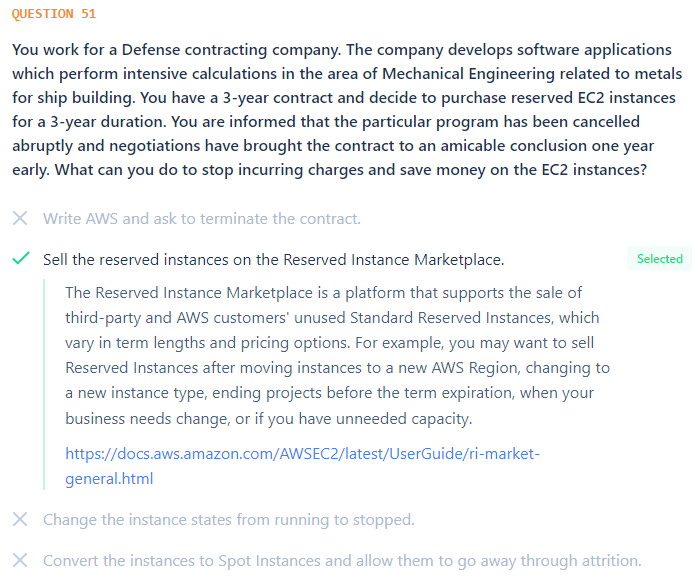 QUESTION 51
You work for a Defense contracting company. The company develops software applications
which perform intensive calculations in the area of Mechanical Engineering related to metals
for ship building. You have a 3-year contract and decide to purchase reserved EC2 instances
for a 3-year duration. You are informed that the particular program has been cancelled
abruptly and negotiations have brought the contract to an amicable conclusion one year
early. What can you do to stop incurring charges and save money on the EC2 instances?
Write AWS and ask to terminate the contract.
Sell the reserved instances on the Reserved Instance Marketplace.
Selected
The Reserved Instance Marketplace is a platform that supports the sale of
third-party and AWS customers' unused Standard Reserved Instances, which
vary in term lengths and pricing options. For example, you may want to sell
Reserved Instances after moving instances to a new AWS Region, changing to
a new instance type, ending projects before the term expiration, when your
business needs change, or if you have unneeded capacity.
https://docs.aws.amazon.com/AWSEC2/latest/UserGuide/ri-market-
general.html
Change the instance states from running to stopped.
Convert the instances to Spot Instances and allow them to go away through attrition.